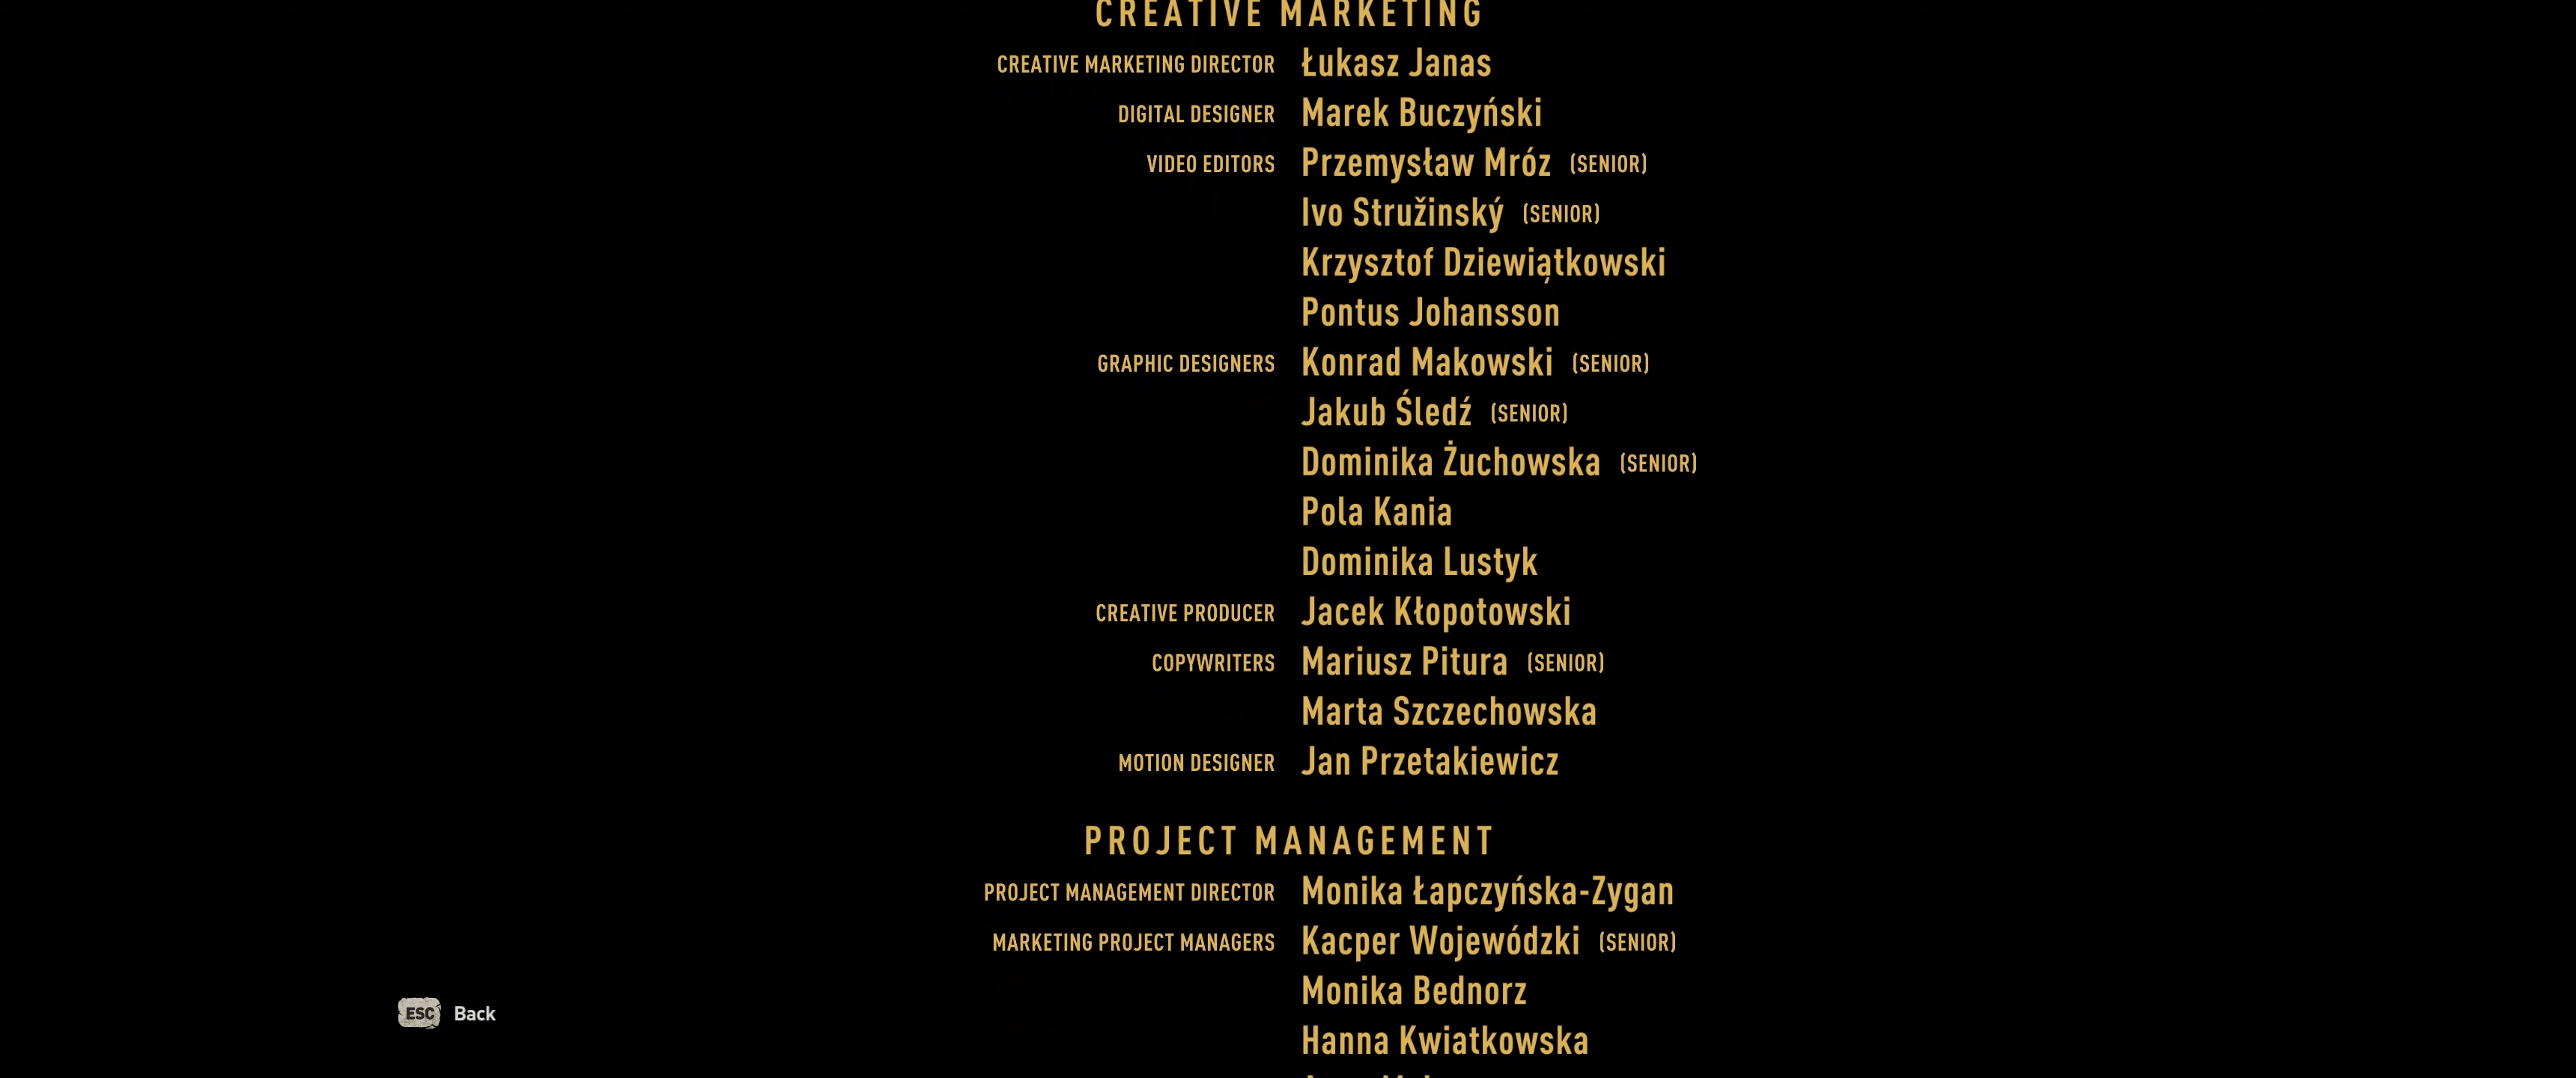 CREATIVE MARKETING
CREATIVE MARKETING DIRECTOR Łukasz Janas
DIGITAL DESIGNER Marek Buczyński
VIDEO EDITORS Przemysław Mróz (SENIOR)
Ivo Stružinský (SENIOR)
Krzysztof Dziewiątkowski
Pontus Johansson
GRAPHIC DESIGNERS Konrad Makowski (SENIOR)
Jakub Śledź (SENIOR)
Dominika Żuchowska (SENIOR)
Pola Kania
Dominika Lustyk
CREATIVE PRODUCER Jacek Kłopotowski
COPYWRITERS Mariusz Pitura (SENIOR)
Marta Szczechowska
MOTION DESIGNER Jan Przetakiewicz
PROJECT MANAGEMENT
PROJECT MANAGEMENT DIRECTOR Monika Łapczyńska-Zygan
MARKETING PROJECT MANAGERS Kacper Wojewódzki (SENIOR)
Monika Bednorz
Hanna Kwiatkowska
ESC Back